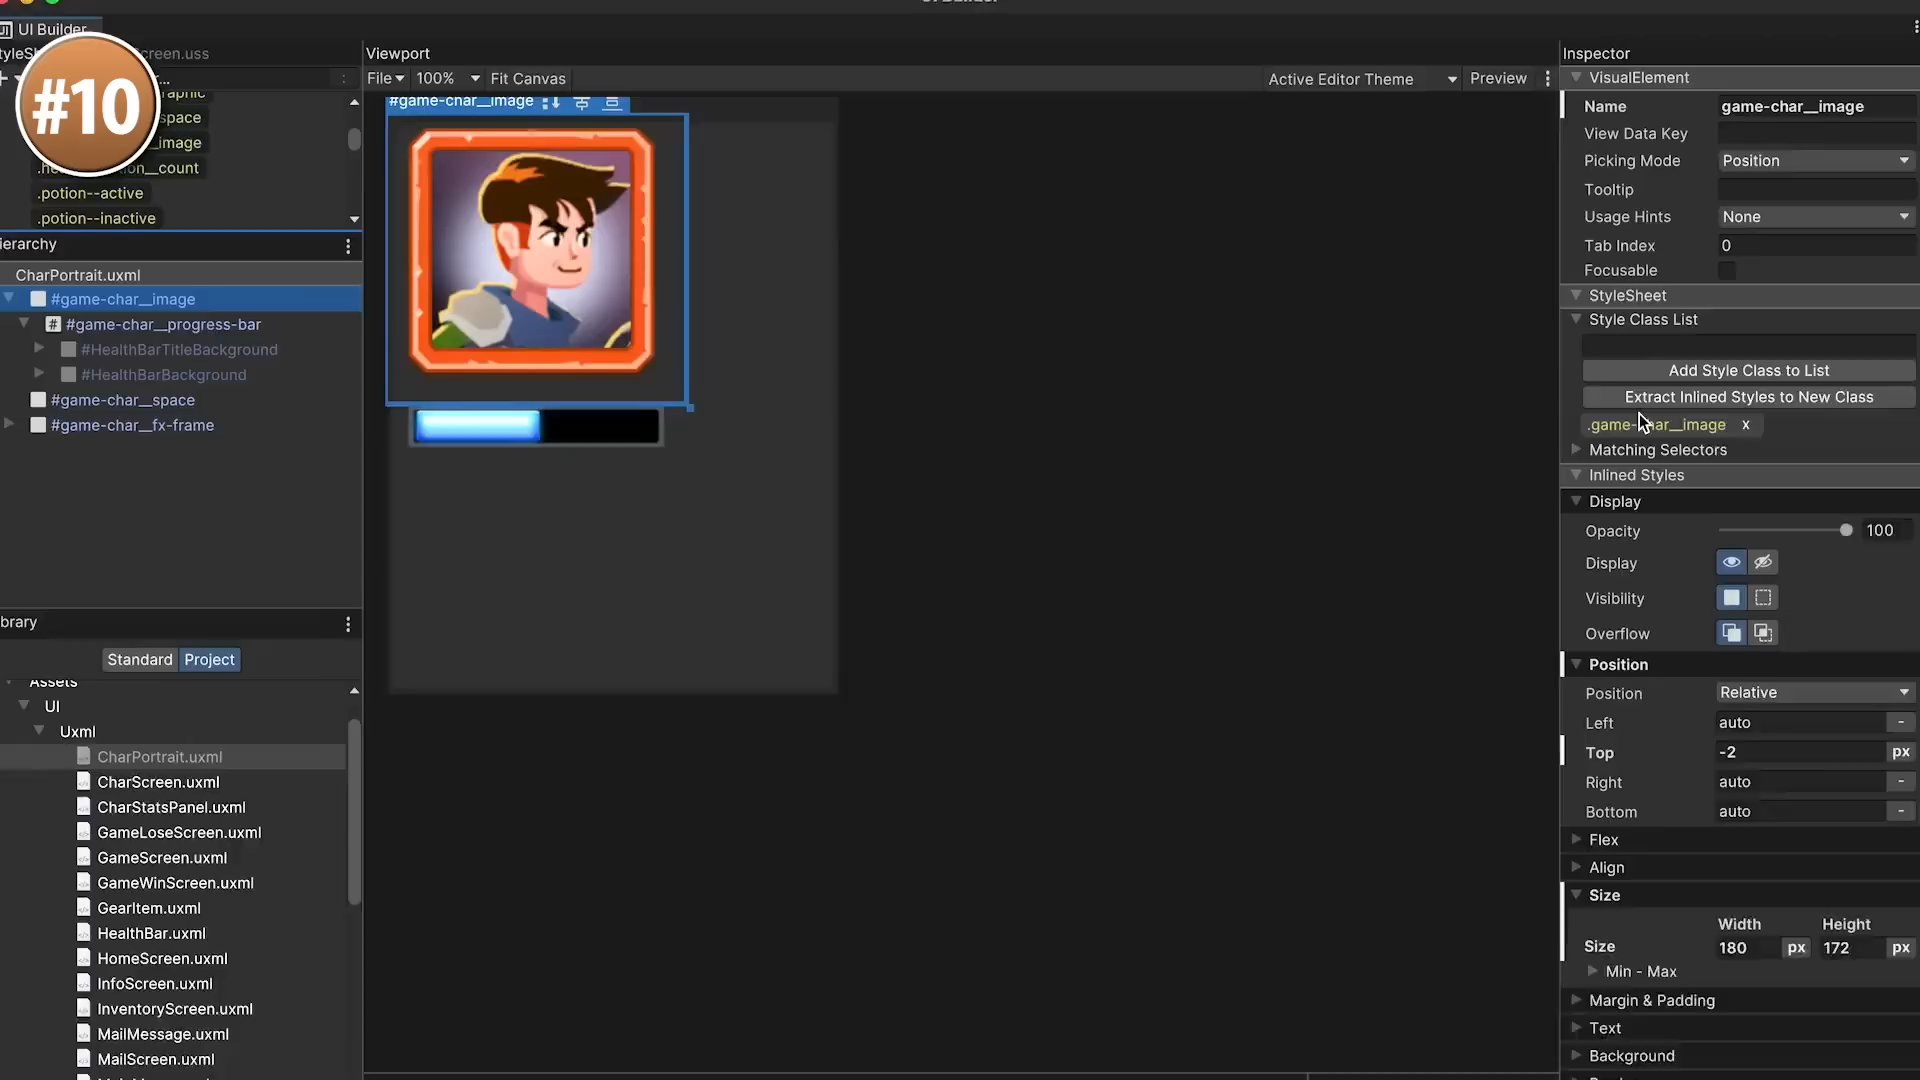 UI Builder
#10
Screen.uss
space
_image
_count
.potion--active
.potion--inactive
ierarchy
CharPortrait.uxml
#game-char__image
#game-char__progress-bar
#HealthBarTitleBackground
#HealthBarBackground
#game-char__space
#game-char__fx-frame
brary
Standard
Project
Assets
UI
Uxml
CharPortrait.uxml
CharScreen.uxml
CharStatsPanel.uxml
GameLoseScreen.uxml
GameScreen.uxml
GameWinScreen.uxml
GearItem.uxml
HealthBar.uxml
HomeScreen.uxml
InfoScreen.uxml
InventoryScreen.uxml
MailMessage.uxml
MailScreen.uxml
Viewport
File 100% Fit Canvas
Active Editor Theme Preview
#game-char__image
Inspector
VisualElement
Name game-char__image
View Data Key
Picking Mode Position
Tooltip
Usage Hints None
Tab Index 0
Focusable
StyleSheet
Style Class List
Add Style Class to List
Extract Inlined Styles to New Class
.game-char__image x
Matching Selectors
Inlined Styles
Display
Opacity 100
Display
Visibility
Overflow
Position
Position Relative
Left auto -
Top -2 px
Right auto -
Bottom auto -
Flex
Align
Size
Width Height
Size 180 px 172 px
Min - Max
Margin & Padding
Text
Background